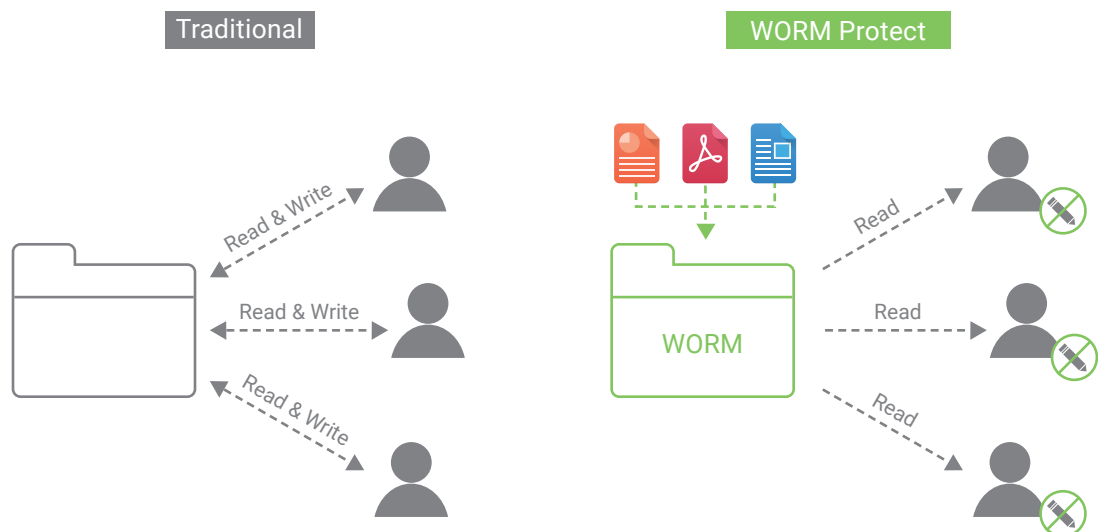 Traditional
WORM Protect
Read & Write
Read & Write
Read & Write
WORM
Read
Read
Read